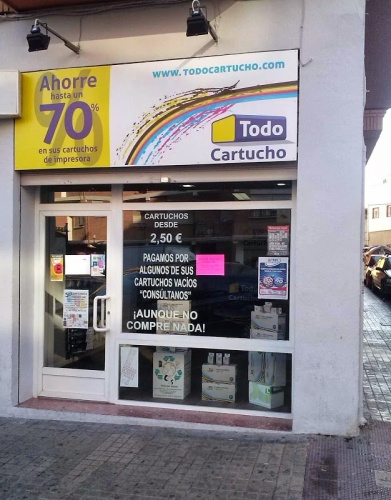 Ahorre
hasta un
70%
en sus cartuchos
de impresora
www.TODOCARTUCHO.com
Todo
Cartucho
CARTUCHOS
DESDE
2,50 €
PAGAMOS POR
ALGUNOS DE SUS
CARTUCHOS VACÍOS
"CONSÚLTANOS"
¡AUNQUE NO
COMPRE NADA!